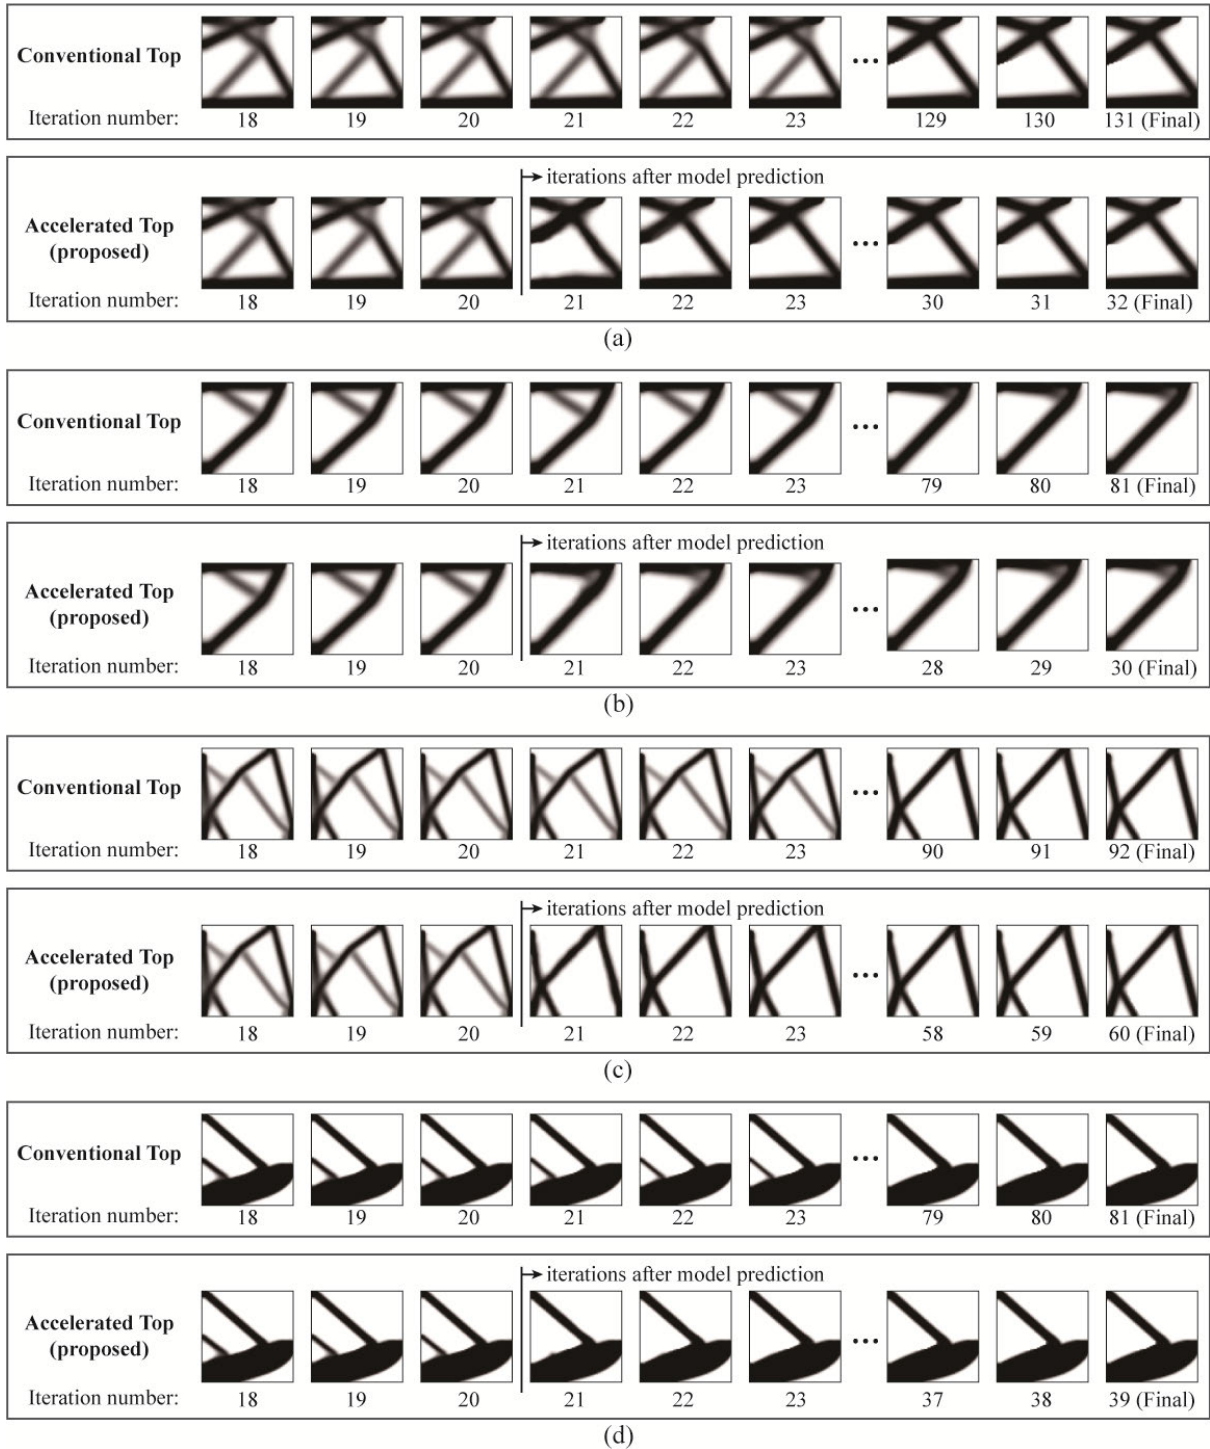 Conventional Top
Iteration number: 18 19 20 21 22 23 129 130 131 (Final)
iterations after model prediction
Accelerated Top
(proposed)
Iteration number: 18 19 20 21 22 23 30 31 32 (Final)
(a)
Conventional Top
Iteration number: 18 19 20 21 22 23 79 80 81 (Final)
iterations after model prediction
Accelerated Top
(proposed)
Iteration number: 18 19 20 21 22 23 28 29 30 (Final)
(b)
Conventional Top
Iteration number: 18 19 20 21 22 23 90 91 92 (Final)
iterations after model prediction
Accelerated Top
(proposed)
Iteration number: 18 19 20 21 22 23 58 59 60 (Final)
(c)
Conventional Top
Iteration number: 18 19 20 21 22 23 79 80 81 (Final)
iterations after model prediction
Accelerated Top
(proposed)
Iteration number: 18 19 20 21 22 23 37 38 39 (Final)
(d)